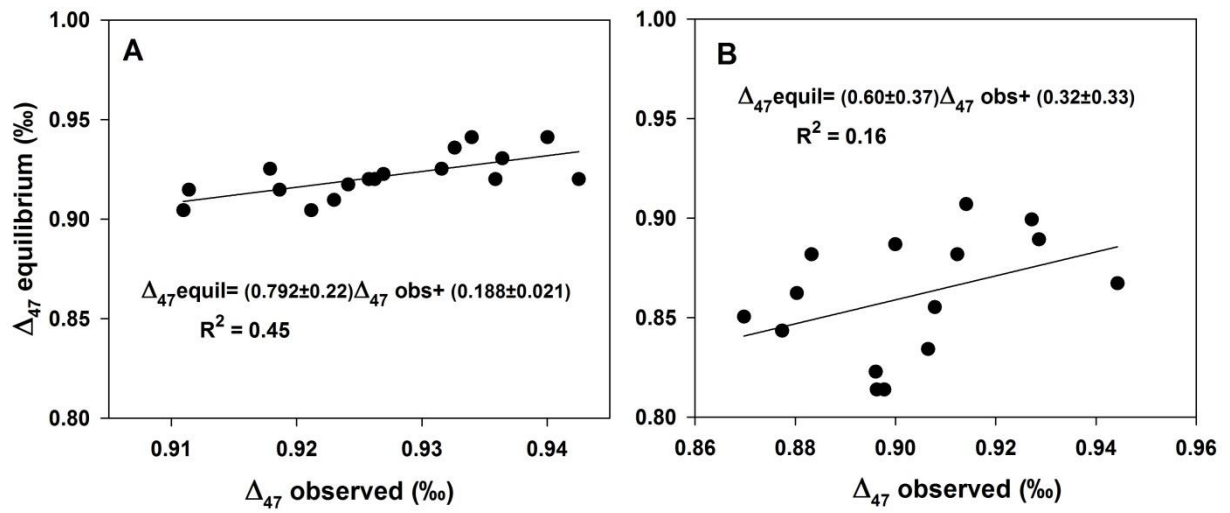 Δ47 equilibrium (‰)
1.00
0.95
0.90
0.85
0.80
A
Δ47equil= (0.792±0.22)Δ47 obs+ (0.188±0.021)
R2 = 0.45
0.91
0.92
0.93
0.94
Δ47 observed (‰)
1.00
0.95
0.90
0.85
0.80
B
Δ47equil= (0.60±0.37)Δ47 obs+ (0.32±0.33)
R2 = 0.16
0.86
0.88
0.90
0.92
0.94
0.96
Δ47 observed (‰)